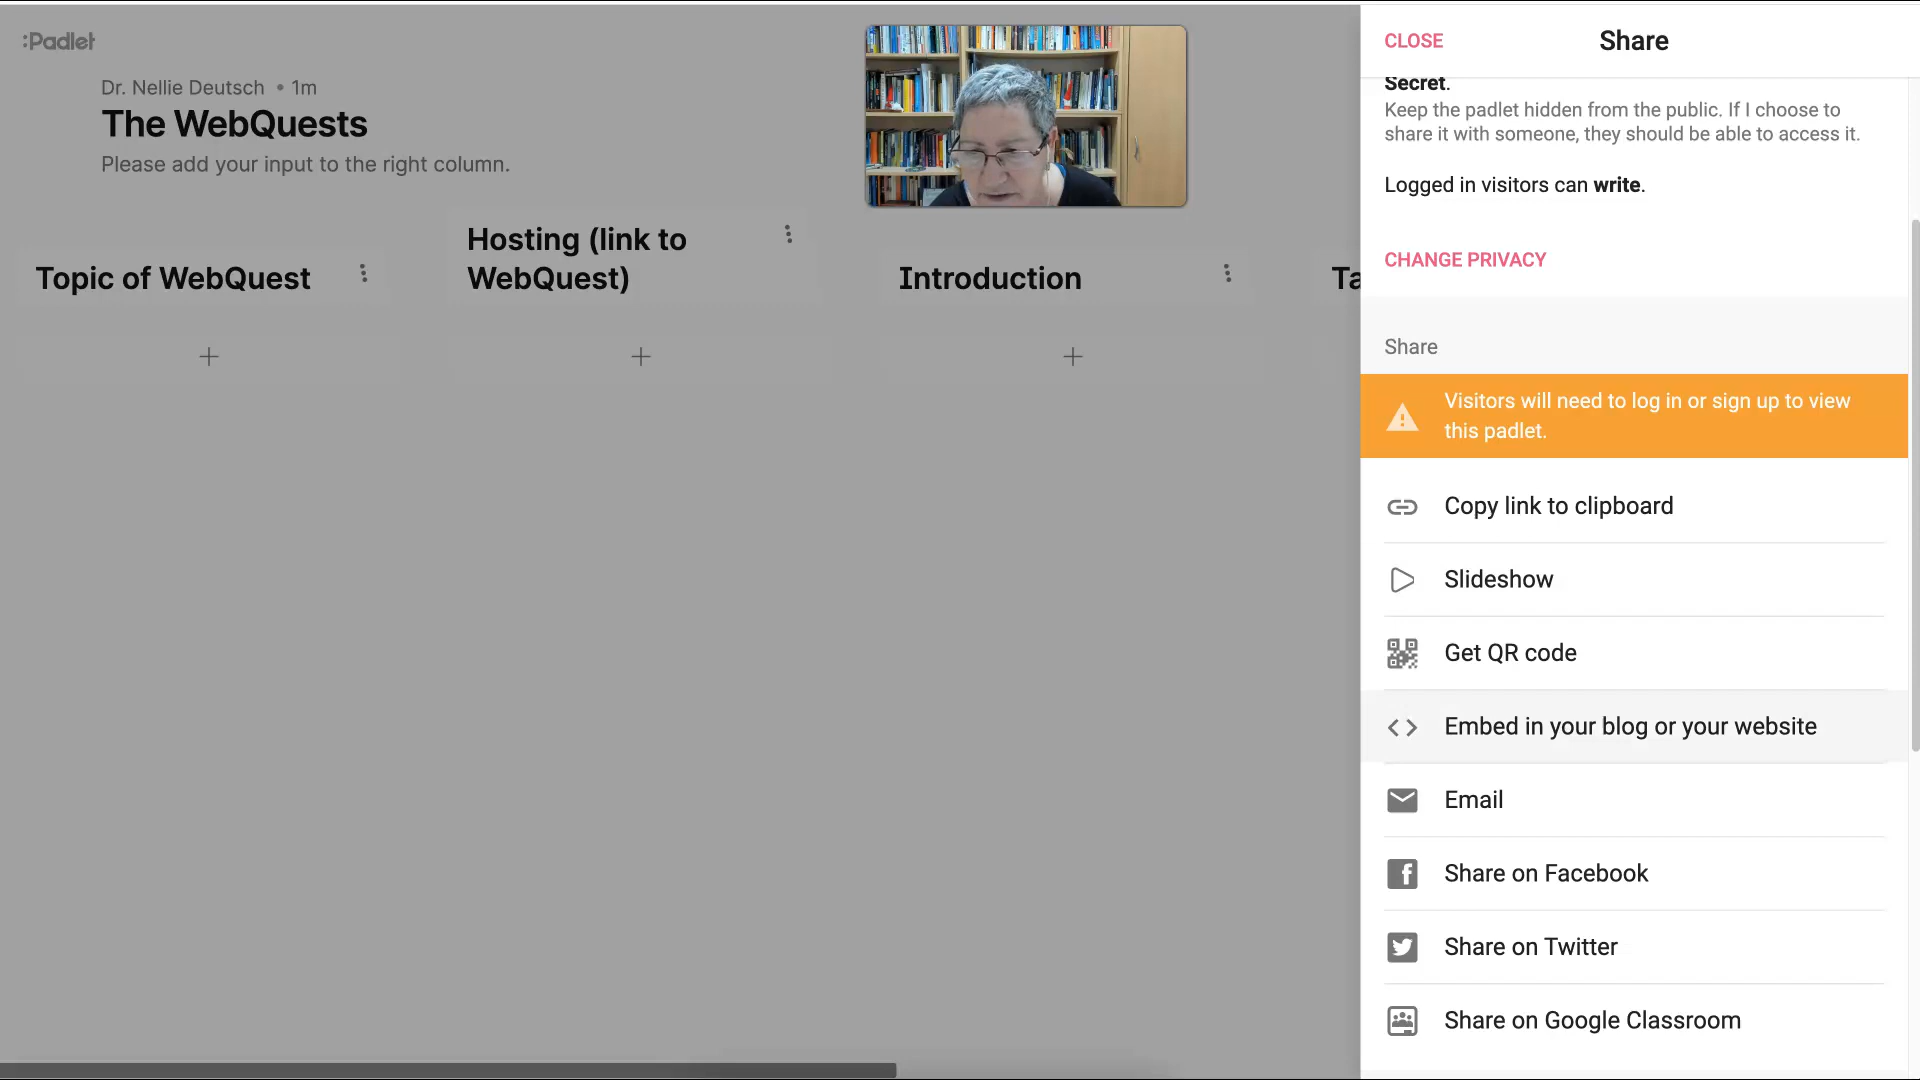 :Padlet
Dr. Nellie Deutsch • 1m
The WebQuests
Please add your input to the right column.
Topic of WebQuest
Hosting (link to
WebQuest)
Introduction
Ta
CLOSE
Share
Secret.
Keep the padlet hidden from the public. If I choose to
share it with someone, they should be able to access it.
Logged in visitors can write.
CHANGE PRIVACY
Share
Visitors will need to log in or sign up to view
this padlet.
Copy link to clipboard
Slideshow
Get QR code
Embed in your blog or your website
Email
Share on Facebook
Share on Twitter
Share on Google Classroom